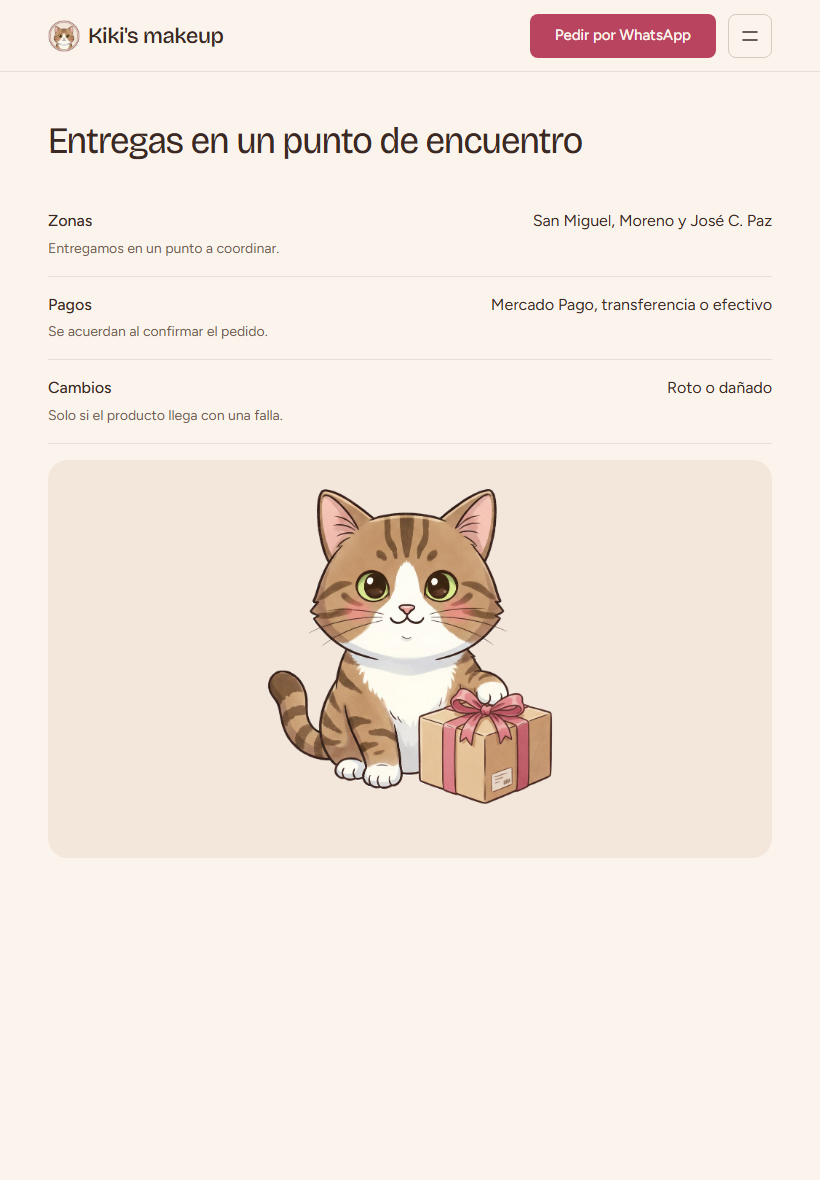 Kiki's makeup
Pedir por WhatsApp
Entregas en un punto de encuentro
Zonas
San Miguel, Moreno y José C. Paz
Entregamos en un punto a coordinar.
Pagos
Mercado Pago, transferencia o efectivo
Se acuerdan al confirmar el pedido.
Cambios
Roto o dañado
Solo si el producto llega con una falla.